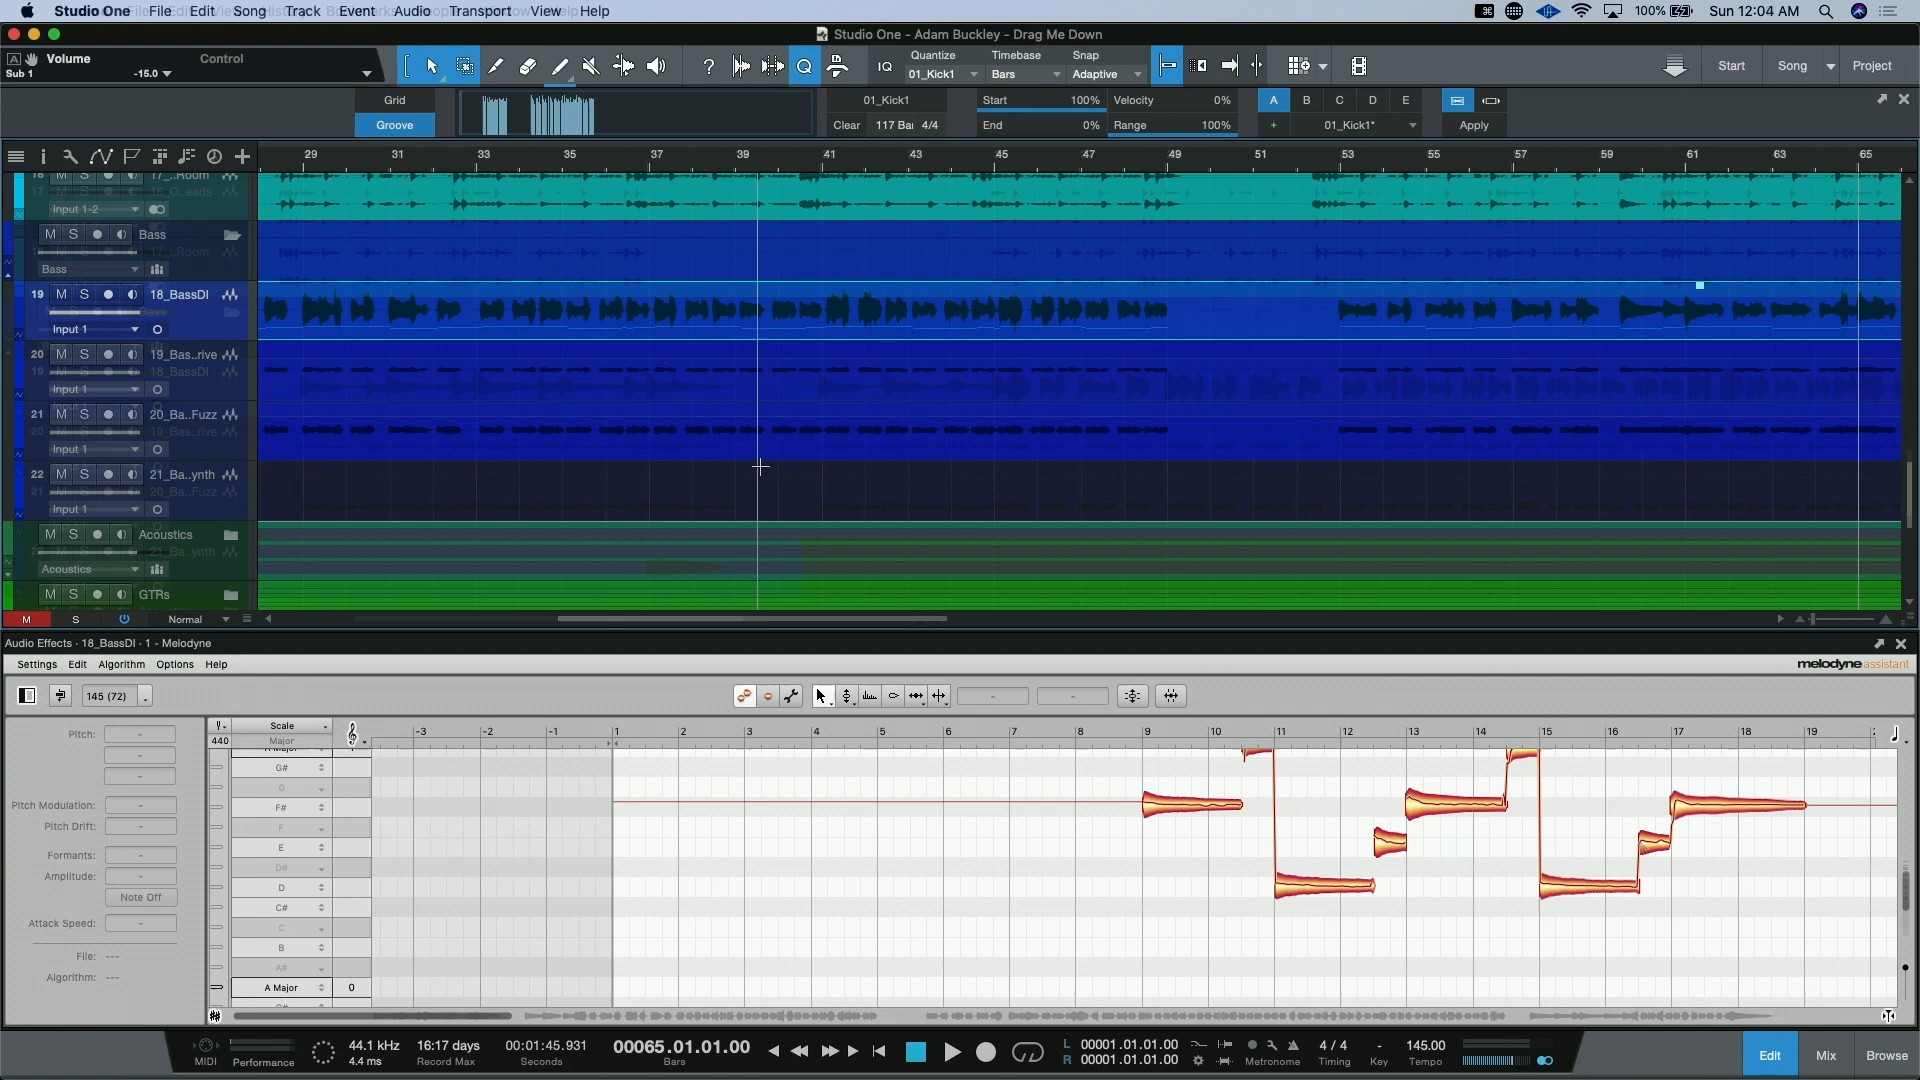 Studio One File Edit Song Track Event Audio Transport View Help 100% Sun 12:04 AM
Studio One - Adam Buckley - Drag Me Down
Volume Control
Sub 1 -15.0
IQ
Quantize Timebase Snap
01_Kick1 Bars Adaptive
Start Song Project
Grid
Groove
01_Kick1 Start 100% Velocity 0% A B C D E
Clear 117 Bar 4/4 End 0% Range 100% + 01_Kick1* Apply
29 31 33 35 37 39 41 43 45 47 49 51 53 55 57 59 61 63 65
17_..Room
Input 1-2
M S Bass
Bass
19 M S 18_BassDI
Input 1
20 M S 19_Bas..rive
Input 1
21 M S 20_Ba..Fuzz
Input 1
22 M S 21_Ba..ynth
Input 1
M S Acoustics
Acoustics
M S GTRs
M S Normal
Audio Effects · 18_BassDI · 1 - Melodyne
Settings Edit Algorithm Options Help melodyne assistant
145 (72)
Pitch: -
-
-
Pitch Modulation: -
Pitch Drift: -
Formants: -
Amplitude: -
Note Off
Attack Speed: -
File: ---
Algorithm: ---
Scale
440 Major
-3 -2 -1 1 2 3 4 5 6 7 8 9 10 11 12 13 14 15 16 17 18 19
G#
G
F#
F
E
D#
D
C#
C
B
A#
A Major 0
MIDI
Performance
44.1 kHz
4.4 ms
16:17 days
Record Max
00:01:45.931
Seconds
00065.01.01.00
Bars
L 00001.01.01.00
R 00001.01.01.00
Metronome
4 / 4
Timing
-
Key
145.00
Tempo
Edit Mix Browse